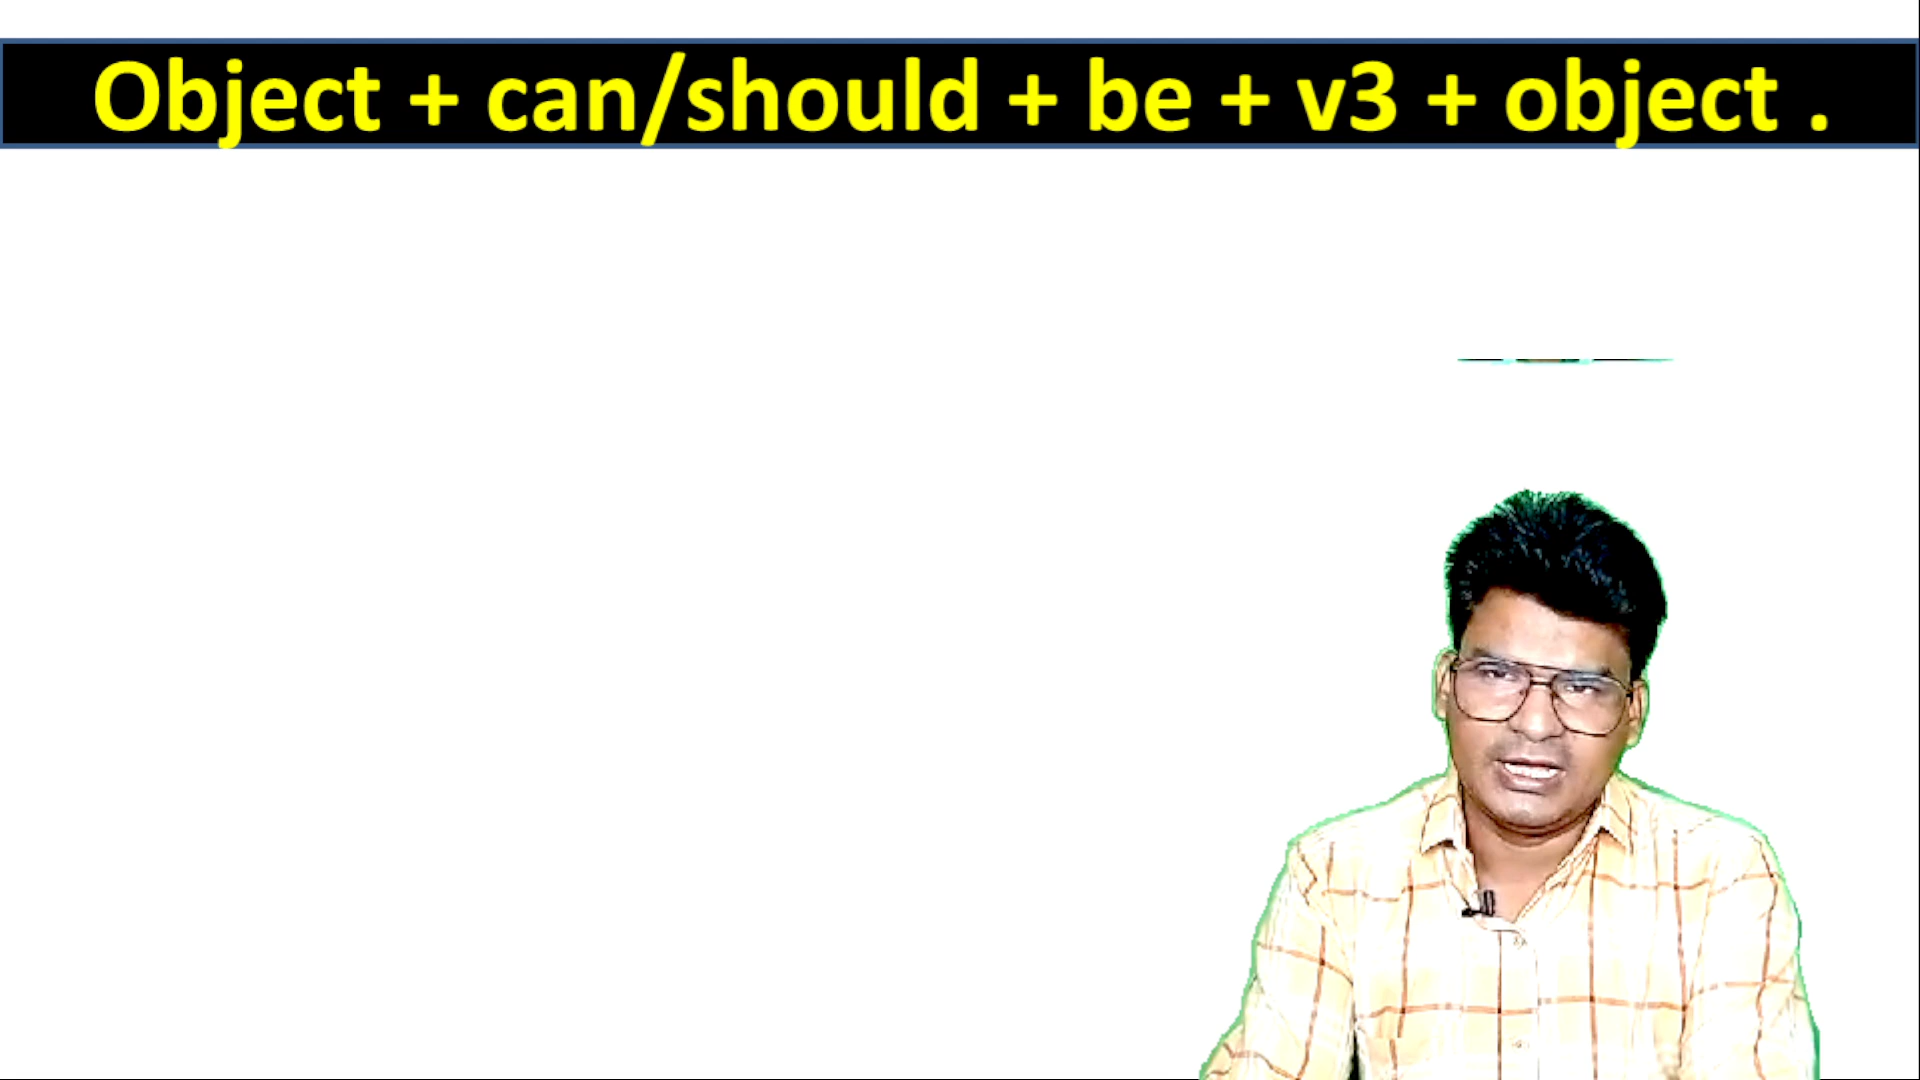 Object + can/should + be + v3 + object .